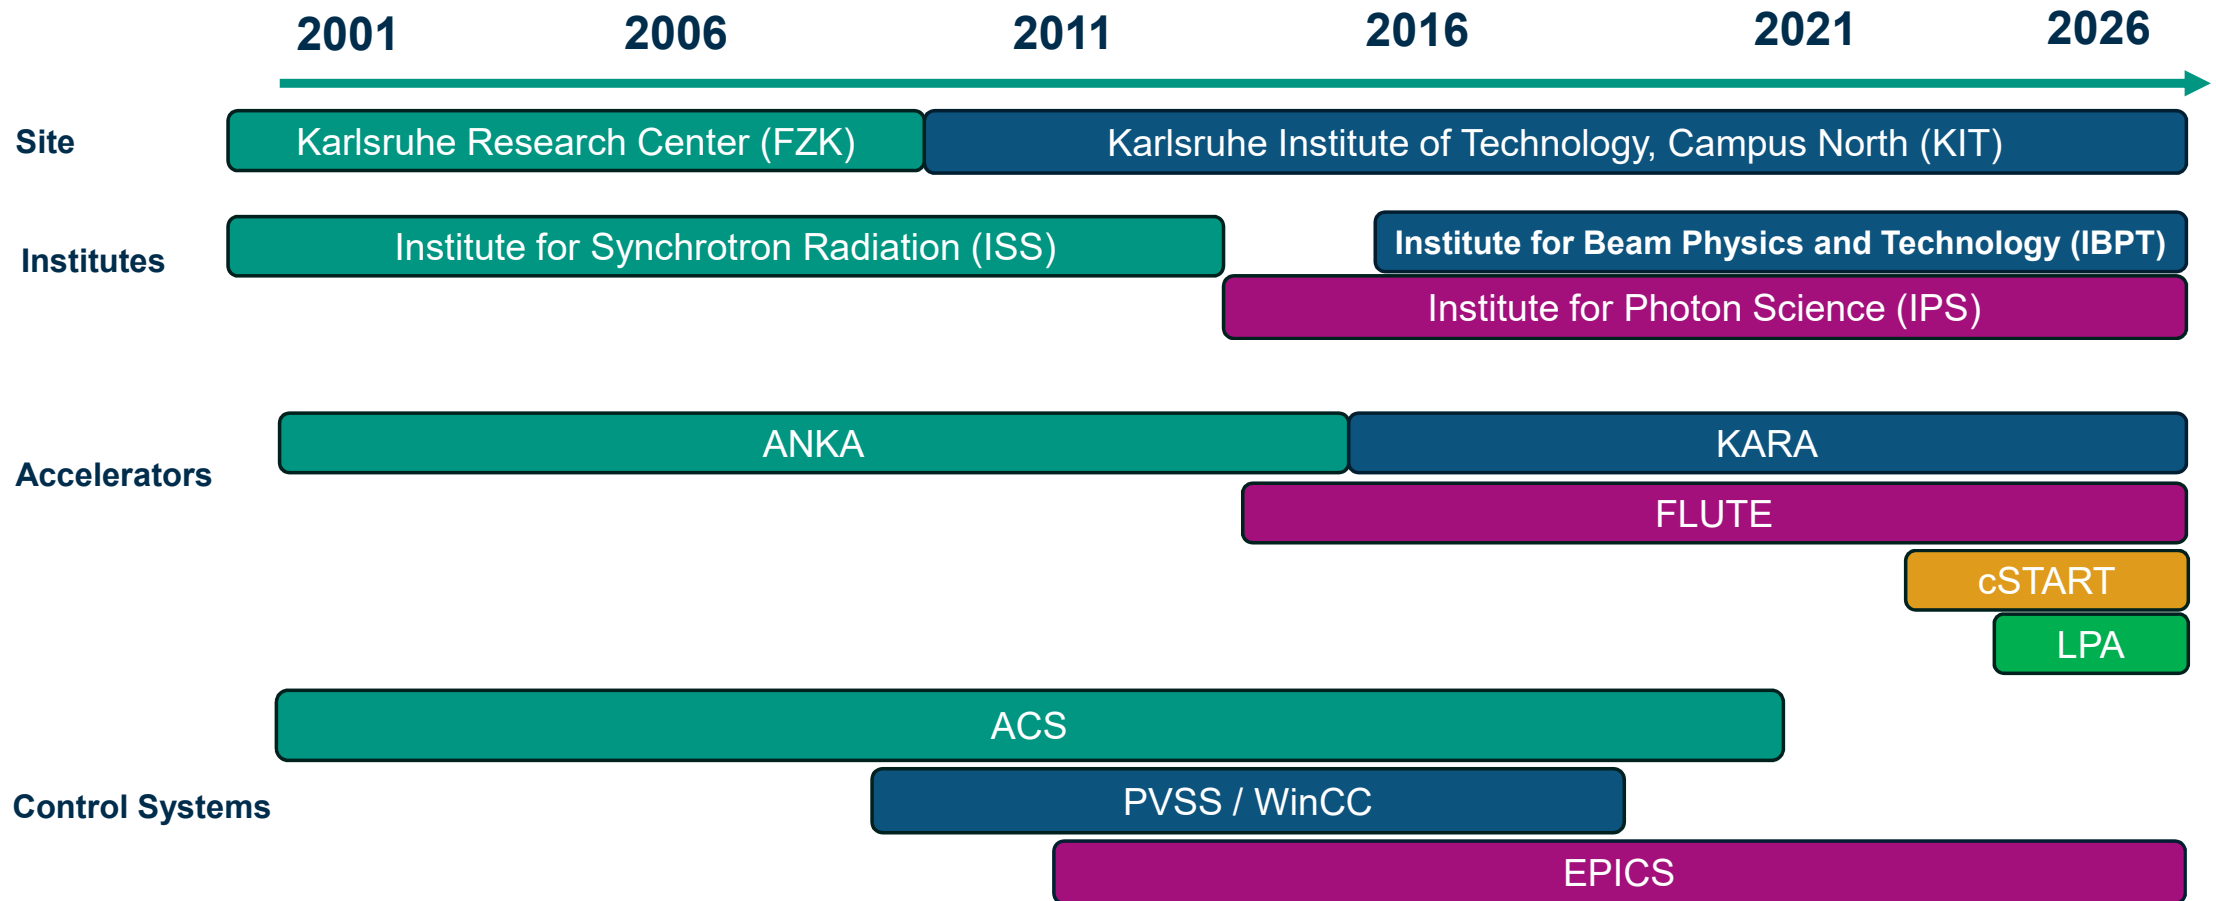 2001 2006 2011 2016 2021 2026
Site
Karlsruhe Research Center (FZK)
Karlsruhe Institute of Technology, Campus North (KIT)
Institutes
Institute for Synchrotron Radiation (ISS)
Institute for Beam Physics and Technology (IBPT)
Institute for Photon Science (IPS)
Accelerators
ANKA
KARA
FLUTE
cSTART
LPA
Control Systems
ACS
PVSS / WinCC
EPICS